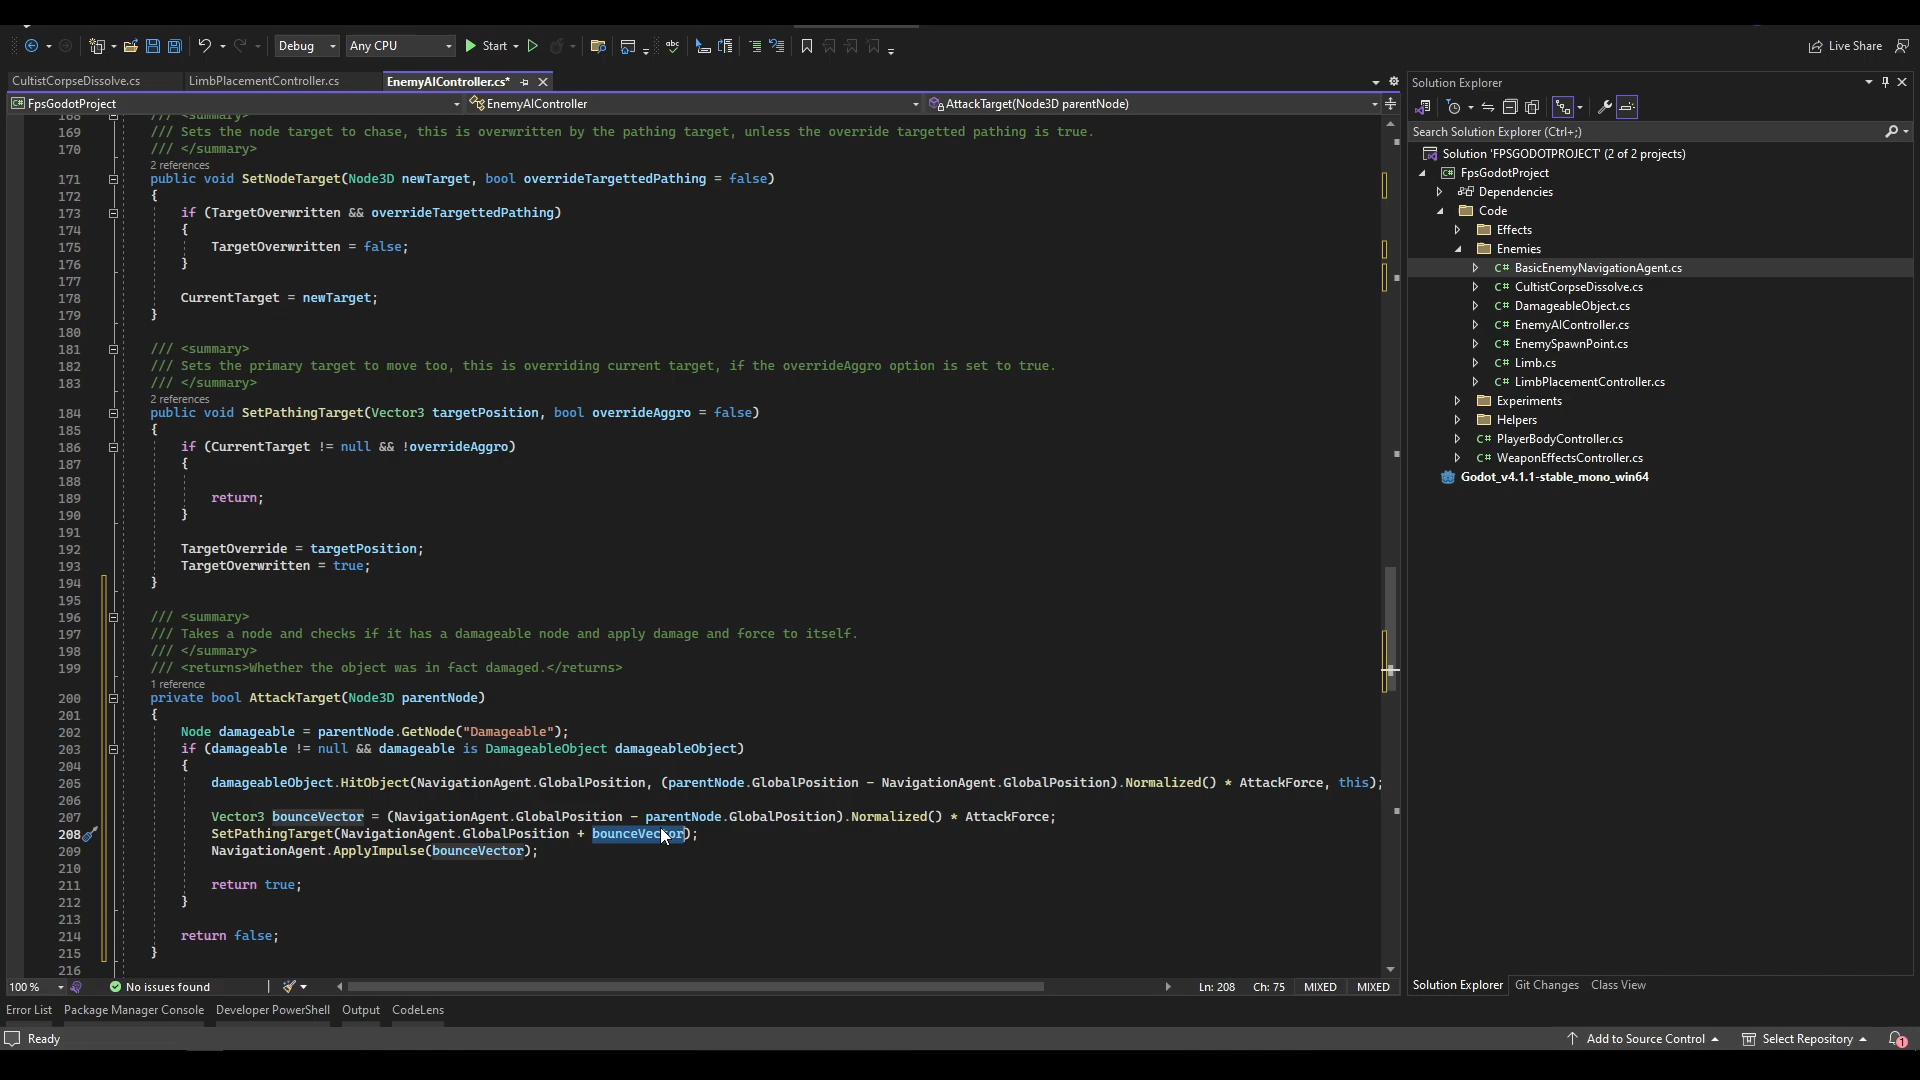 Debug
Any CPU
Start
Live Share
CultistCorpseDissolve.cs
LimbPlacementController.cs
EnemyAIController.cs*
FpsGodotProject
EnemyAIController
AttackTarget(Node3D parentNode)
168 /// <summary>
169 /// Sets the node target to chase, this is overwritten by the pathing target, unless the override targetted pathing is true.
170 /// </summary>
2 references
171 public void SetNodeTarget(Node3D newTarget, bool overrideTargettedPathing = false)
172 {
173 if (TargetOverwritten && overrideTargettedPathing)
174 {
175 TargetOverwritten = false;
176 }
177
178 CurrentTarget = newTarget;
179 }
180
181 /// <summary>
182 /// Sets the primary target to move too, this is overriding current target, if the overrideAggro option is set to true.
183 /// </summary>
2 references
184 public void SetPathingTarget(Vector3 targetPosition, bool overrideAggro = false)
185 {
186 if (CurrentTarget != null && !overrideAggro)
187 {
188
189 return;
190 }
191
192 TargetOverride = targetPosition;
193 TargetOverwritten = true;
194 }
195
196 /// <summary>
197 /// Takes a node and checks if it has a damageable node and apply damage and force to itself.
198 /// </summary>
199 /// <returns>Whether the object was in fact damaged.</returns>
1 reference
200 private bool AttackTarget(Node3D parentNode)
201 {
202 Node damageable = parentNode.GetNode("Damageable");
203 if (damageable != null && damageable is DamageableObject damageableObject)
204 {
205 damageableObject.HitObject(NavigationAgent.GlobalPosition, (parentNode.GlobalPosition - NavigationAgent.GlobalPosition).Normalized() * AttackForce, this);
206
207 Vector3 bounceVector = (NavigationAgent.GlobalPosition - parentNode.GlobalPosition).Normalized() * AttackForce;
208 SetPathingTarget(NavigationAgent.GlobalPosition + bounceVector);
209 NavigationAgent.ApplyImpulse(bounceVector);
210
211 return true;
212 }
213
214 return false;
215 }
216
100 %
No issues found
Ln: 208
Ch: 75
MIXED
MIXED
Error List
Package Manager Console
Developer PowerShell
Output
CodeLens
Ready
Solution Explorer
Search Solution Explorer (Ctrl+;)
Solution 'FPSGODOTPROJECT' (2 of 2 projects)
C# FpsGodotProject
Dependencies
Code
Effects
Enemies
C# BasicEnemyNavigationAgent.cs
C# CultistCorpseDissolve.cs
C# DamageableObject.cs
C# EnemyAIController.cs
C# EnemySpawnPoint.cs
C# Limb.cs
C# LimbPlacementController.cs
Experiments
Helpers
C# PlayerBodyController.cs
C# WeaponEffectsController.cs
Godot_v4.1.1-stable_mono_win64
Solution Explorer
Git Changes
Class View
Add to Source Control
Select Repository
1